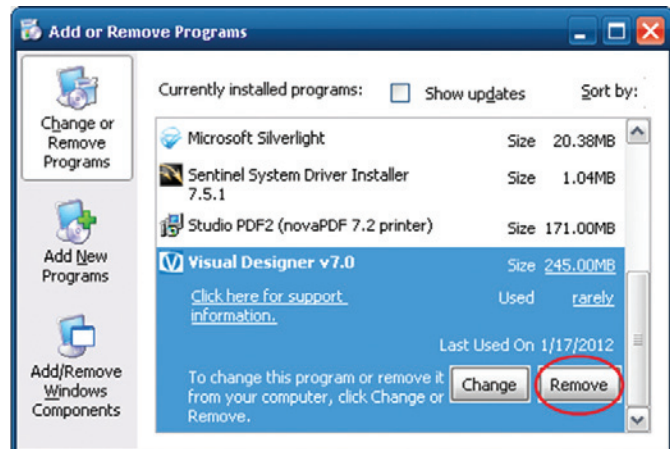 Add or Remove Programs
Change or
Remove
Programs
Add New
Programs
Add/Remove
Windows
Components
Currently installed programs:
Show updates
Sort by:
Microsoft Silverlight
Size 20.38MB
Sentinel System Driver Installer
7.5.1
Size 1.04MB
Studio PDF2 (novaPDF 7.2 printer)
Size 171.00MB
Visual Designer v7.0
Size 245.00MB
Click here for support
information.
Used rarely
Last Used On 1/17/2012
To change this program or remove it
from your computer, click Change or
Remove.
Change
Remove